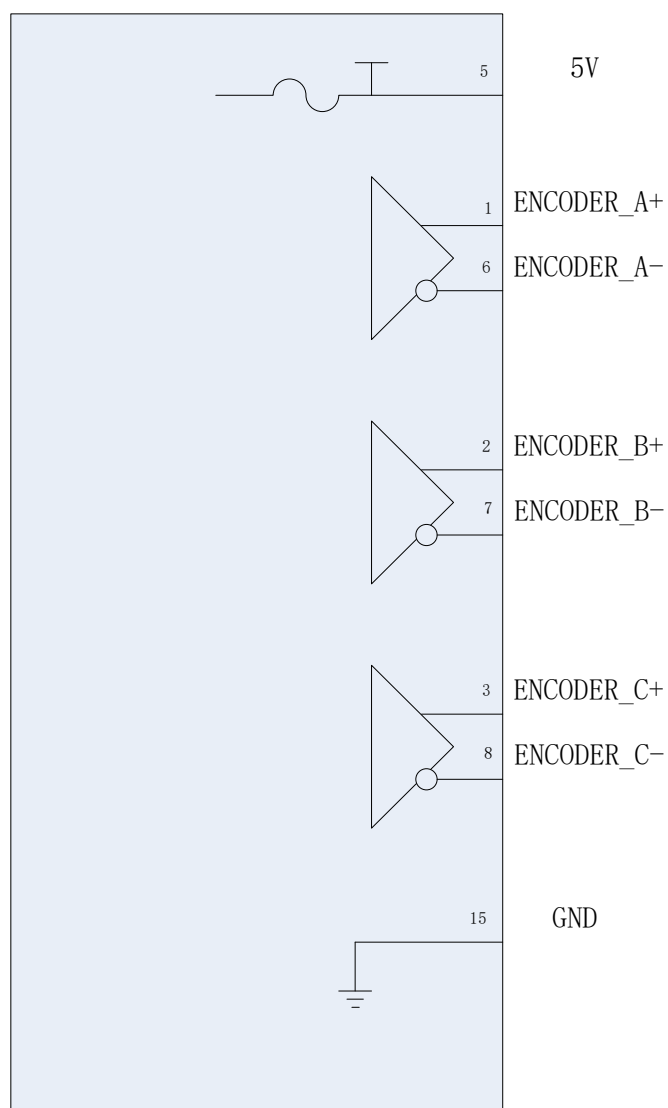 5 5V
1 ENCODER_A+
6 ENCODER_A-
2 ENCODER_B+
7 ENCODER_B-
3 ENCODER_C+
8 ENCODER_C-
15 GND